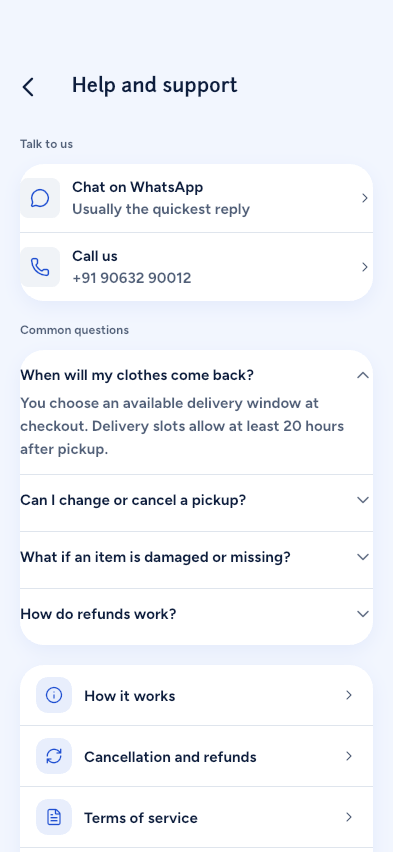 Help and support
Talk to us
Chat on WhatsApp
Usually the quickest reply
Call us
+91 90632 90012
Common questions
When will my clothes come back?
You choose an available delivery window at
checkout. Delivery slots allow at least 20 hours
after pickup.
Can I change or cancel a pickup?
What if an item is damaged or missing?
How do refunds work?
How it works
Cancellation and refunds
Terms of service